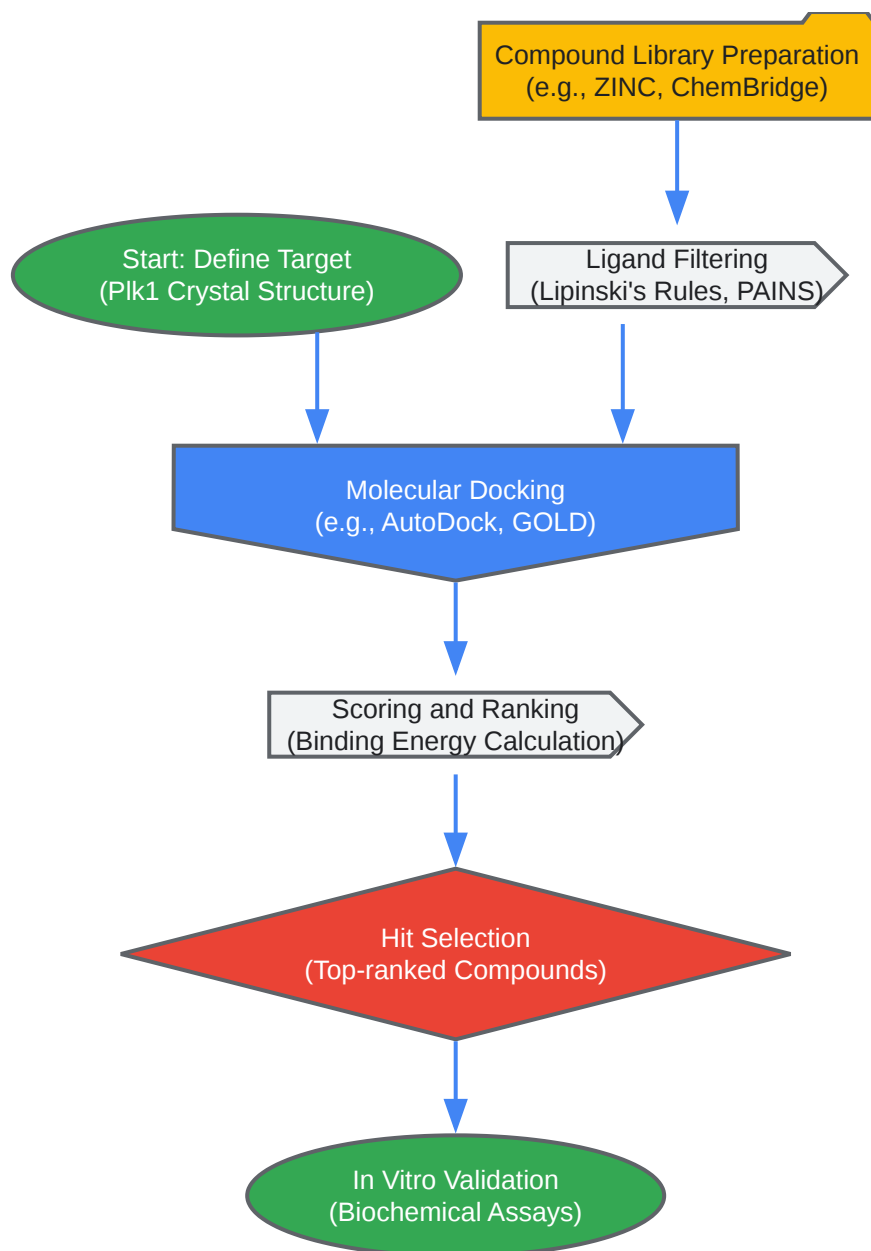 Compound Library Preparation
(e.g., ZINC, ChemBridge)
Start: Define Target
(Plk1 Crystal Structure)
Ligand Filtering
(Lipinski's Rules, PAINS)
Molecular Docking
(e.g., AutoDock, GOLD)
Scoring and Ranking
(Binding Energy Calculation)
Hit Selection
(Top-ranked Compounds)
In Vitro Validation
(Biochemical Assays)